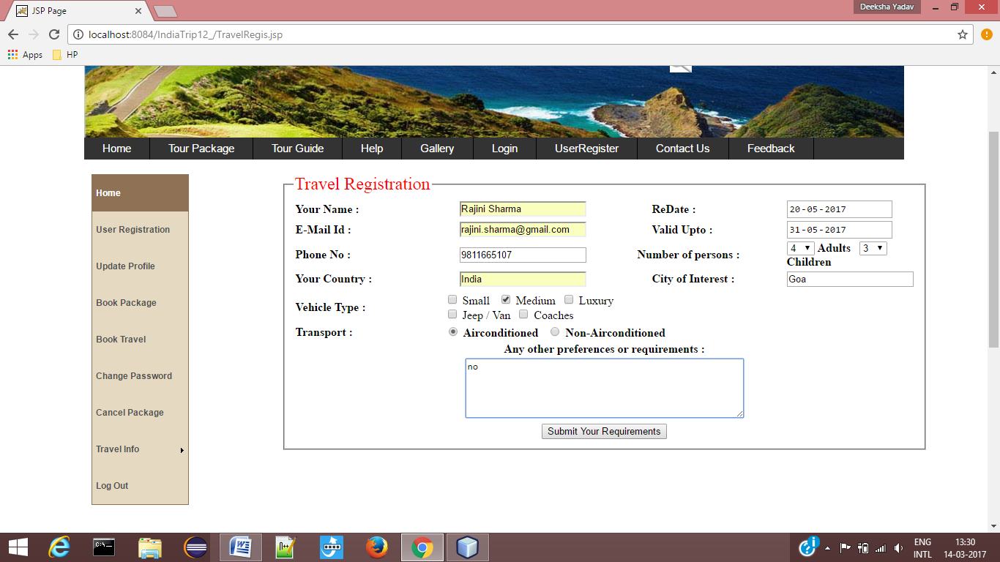 JSP Page
Deeksha Yadav
localhost:8084/IndiaTrip12_/TravelRegis.jsp
Apps HP
Home Tour Package Tour Guide Help Gallery Login UserRegister Contact Us Feedback
Home
User Registration
Update Profile
Book Package
Book Travel
Change Password
Cancel Package
Travel Info
Log Out
Travel Registration
Your Name : Rajini Sharma ReDate : 20-05-2017
E-Mail Id : rajini.sharma@gmail.com Valid Upto : 31-05-2017
Phone No : 9811665107 Number of persons : 4 Adults 3 
Children
Your Country : India City of Interest : Goa
Vehicle Type : Small Medium Luxury
Jeep / Van Coaches
Transport : Airconditioned Non-Airconditioned
Any other preferences or requirements :
no
Submit Your Requirements
ENG 13:30
INTL 14-03-2017